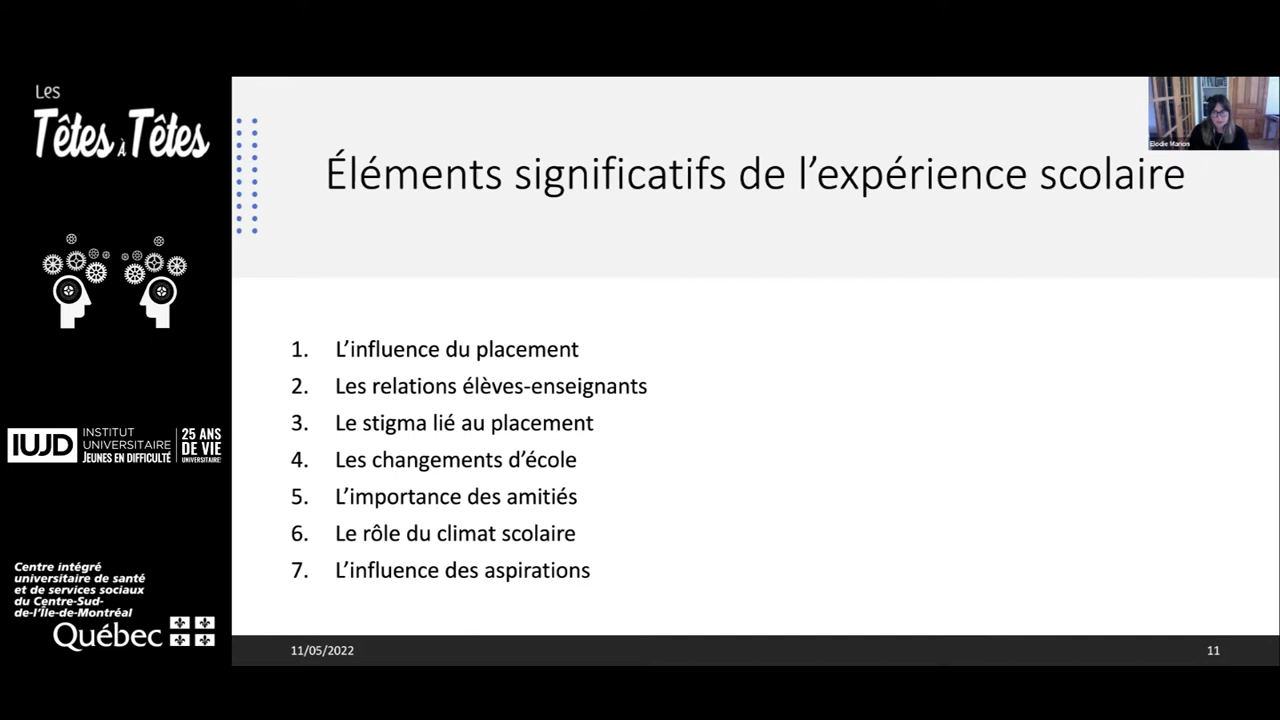 Les
Têtes à Têtes
IUJD
INSTITUT
UNIVERSITAIRE
JEUNES EN DIFFICULTÉ
25 ANS
DE VIE
UNIVERSITAIRE!
Centre intégré
universitaire de santé
et de services sociaux
du Centre-Sud-
de-l'Île-de-Montréal
Québec
Elodie Marion
Éléments significatifs de l’expérience scolaire
1. L’influence du placement
2. Les relations élèves-enseignants
3. Le stigma lié au placement
4. Les changements d’école
5. L’importance des amitiés
6. Le rôle du climat scolaire
7. L’influence des aspirations
11/05/2022
11